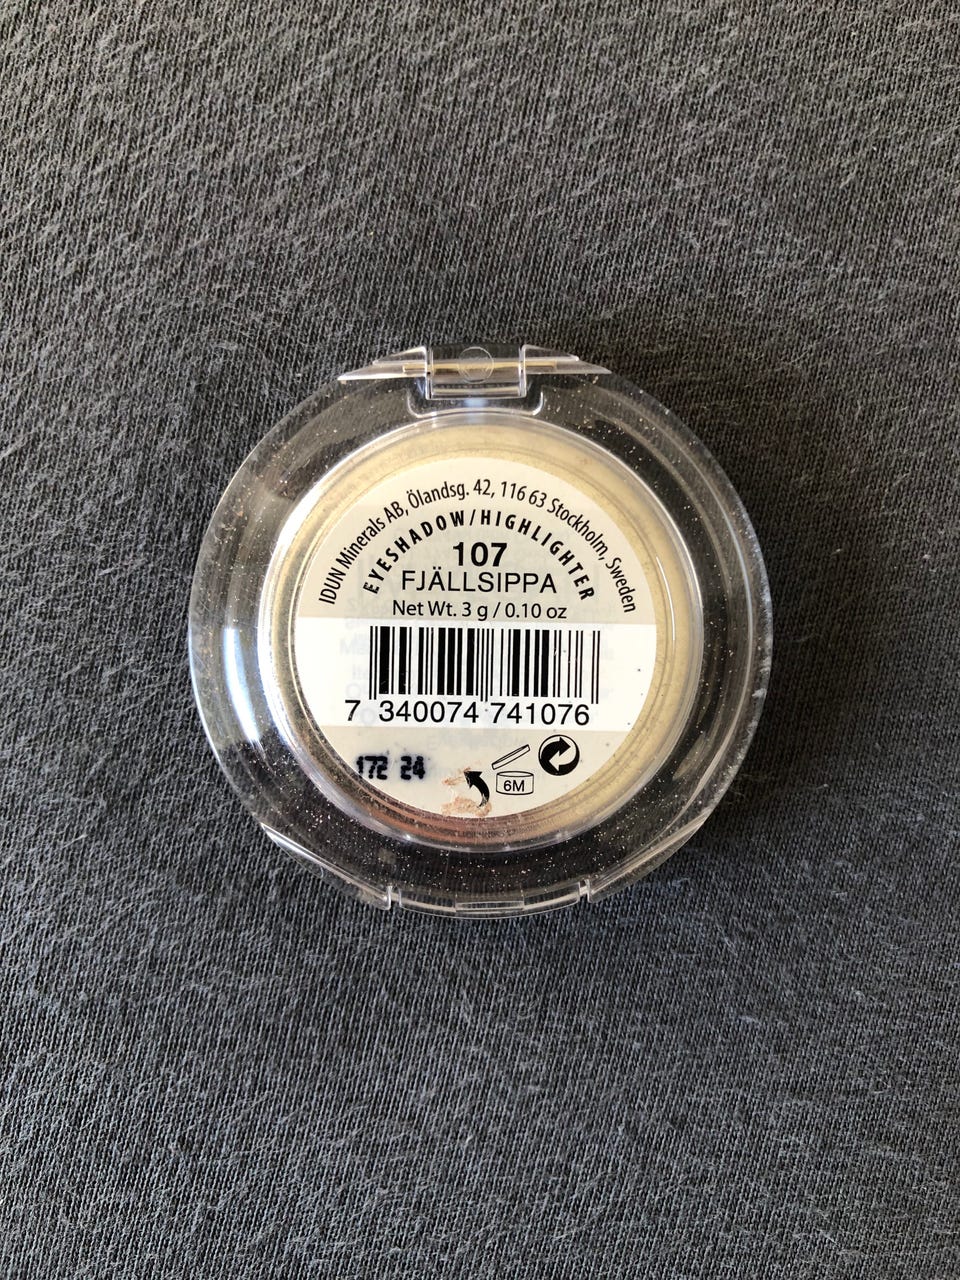 IDUN Minerals AB, Ölandsg. 42, 116 63 Stockholm, Sweden
EYESHADOW/HIGHLIGHTER
107
FJÄLLSIPPA
Net Wt. 3 g / 0.10 oz
7 340074 741076
172 24
6M